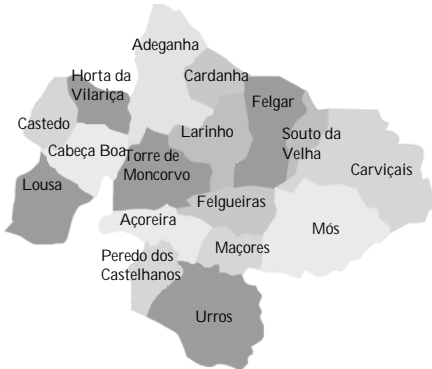 Adeganha
Horta da
Vilariça
Cardanha
Felgar
Castedo
Larinho
Souto da
Velha
Cabeça Boa
Torre de
Moncorvo
Carviçais
Lousa
Felgueiras
Açoreira
Mós
Maçores
Peredo dos
Castelhanos
Urros